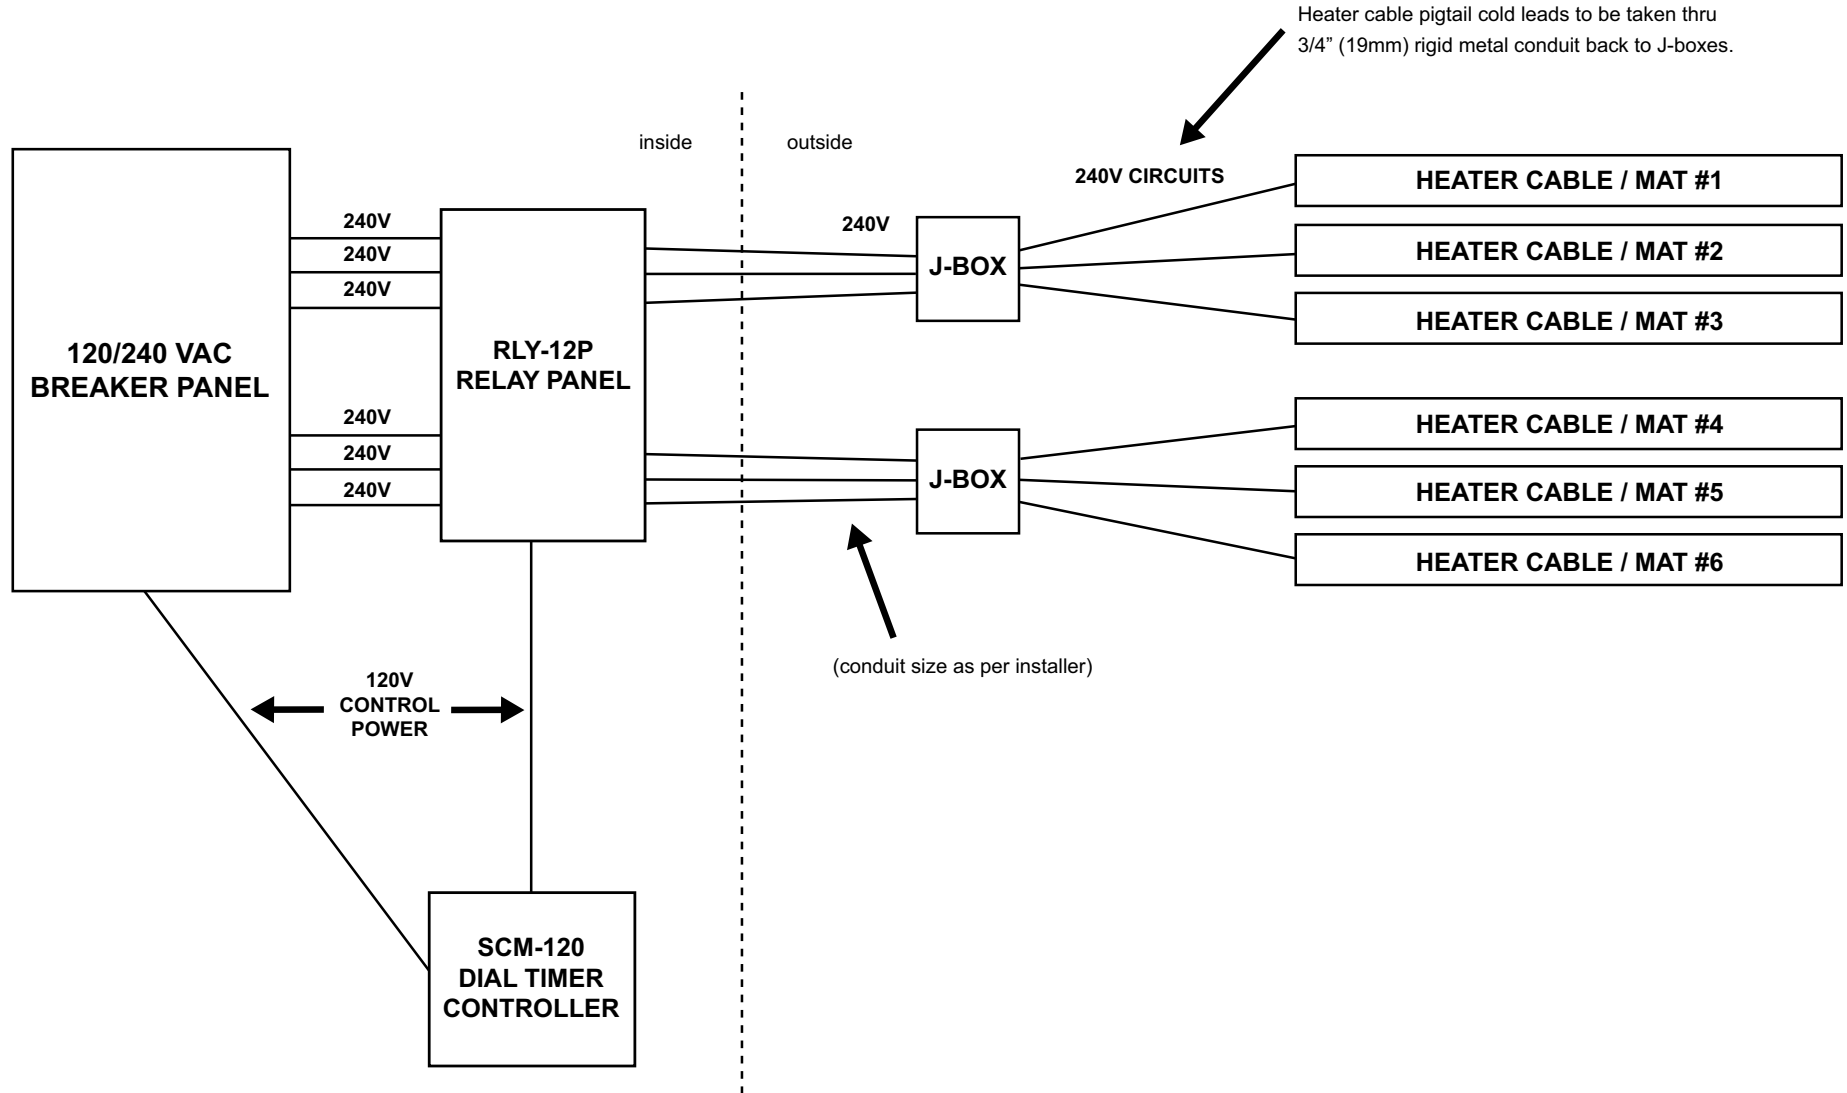 Heater cable pigtail cold leads to be taken thru
3/4” (19mm) rigid metal conduit back to J-boxes.
inside
outside
240V CIRCUITS
HEATER CABLE / MAT #1
240V
240V
240V
240V
J-BOX
HEATER CABLE / MAT #2
HEATER CABLE / MAT #3
120/240 VAC
BREAKER PANEL
RLY-12P
RELAY PANEL
240V
240V
240V
J-BOX
HEATER CABLE / MAT #4
HEATER CABLE / MAT #5
HEATER CABLE / MAT #6
(conduit size as per installer)
120V
CONTROL
POWER
SCM-120
DIAL TIMER
CONTROLLER